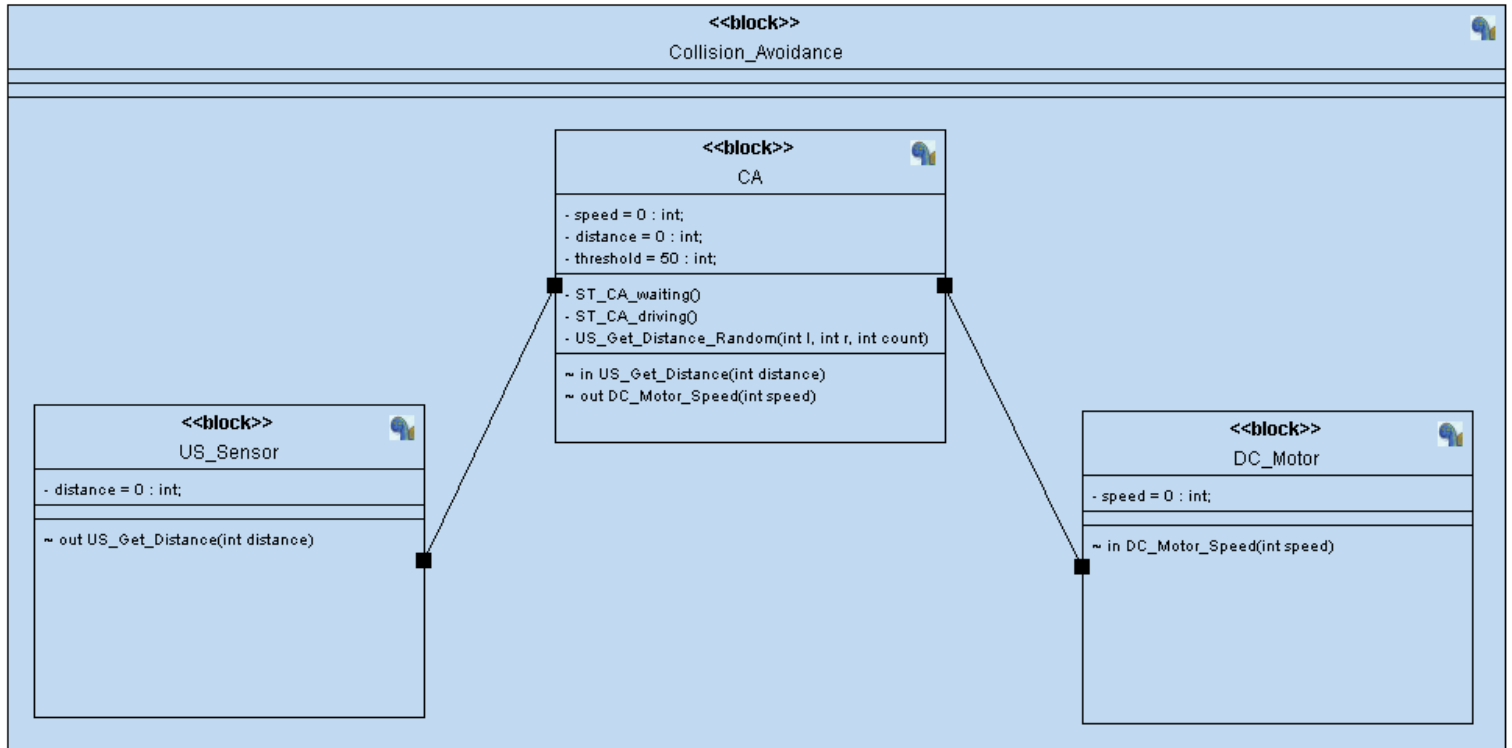 <<block>>
Collision_Avoidance
<<block>>
CA
- speed = 0 : int;
- distance = 0 : int;
- threshold = 50 : int;
- ST_CA_waiting()
- ST_CA_driving()
- US_Get_Distance_Random(int l, int r, int count)
~ in US_Get_Distance(int distance)
~ out DC_Motor_Speed(int speed)
<<block>>
US_Sensor
- distance = 0 : int;
~ out US_Get_Distance(int distance)
<<block>>
DC_Motor
- speed = 0 : int;
~ in DC_Motor_Speed(int speed)